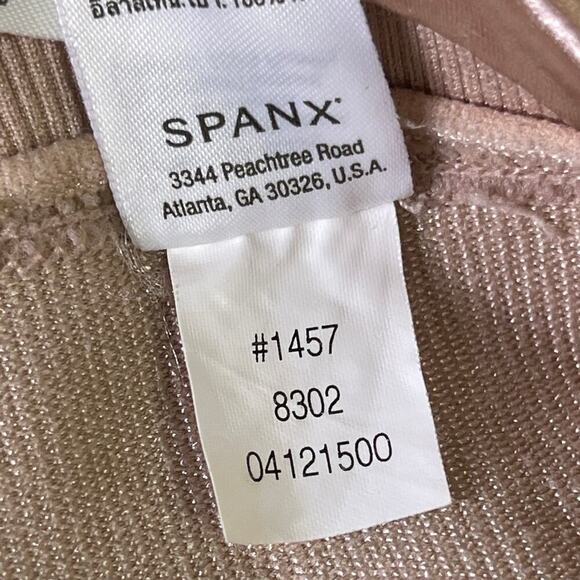 SPANX
3344 Peachtree Road
Atlanta, GA 30326, U.S.A.
#1457
8302
04121500